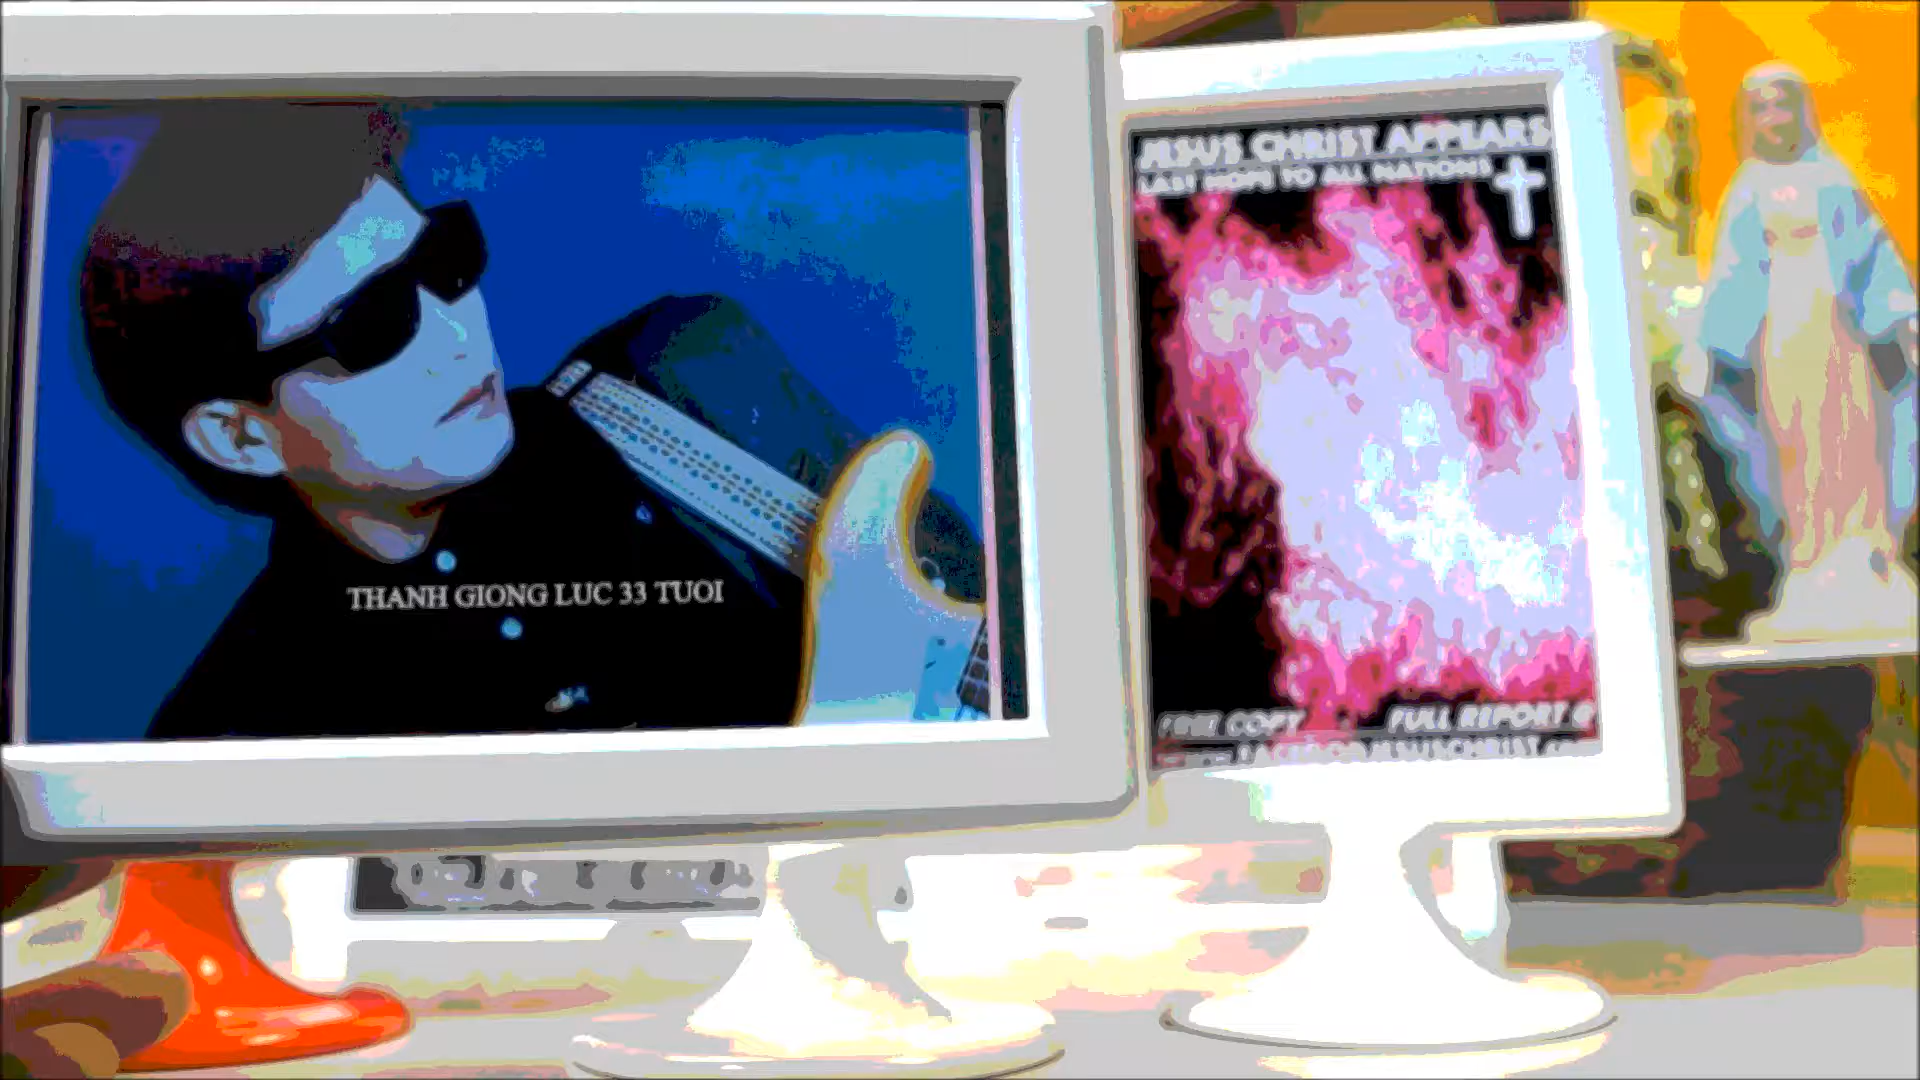 THANH GIONG LUC 33 TUOI
JESUS CHRIST APPEARS
LAST HOPE TO ALL NATIONS
FREE COPY
FULL REPORT @